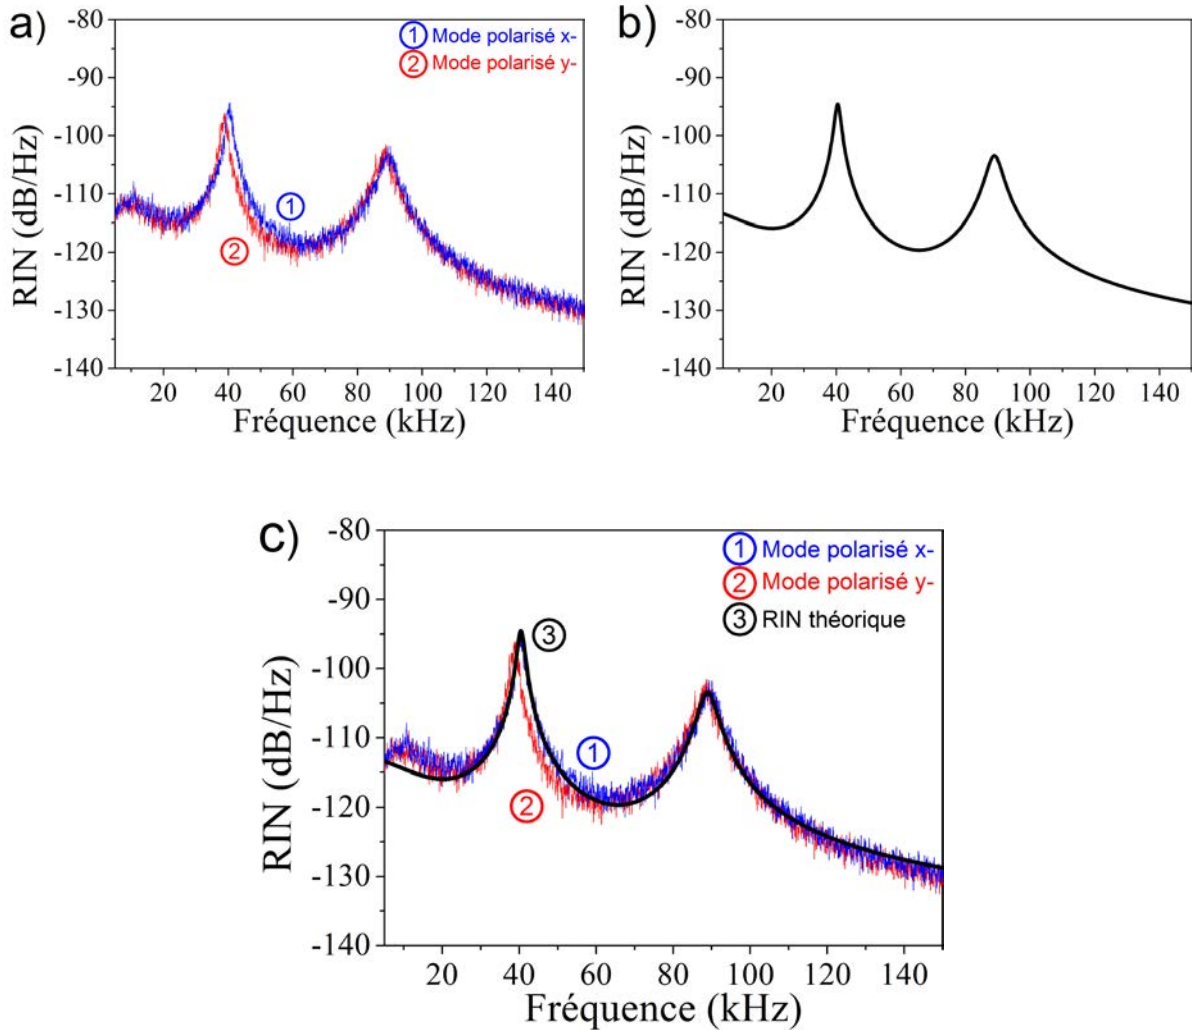 a)
① Mode polarisé x-
② Mode polarisé y-
-80
-90
-100
-110
-120
-130
-140
RIN (dB/Hz)
①
②
20 40 60 80 100 120 140
Fréquence (kHz)
b)
-80
-90
-100
-110
-120
-130
-140
RIN (dB/Hz)
20 40 60 80 100 120 140
Fréquence (kHz)
c)
① Mode polarisé x-
② Mode polarisé y-
③ RIN théorique
-80
-90
-100
-110
-120
-130
-140
RIN (dB/Hz)
③
①
②
20 40 60 80 100 120 140
Fréquence (kHz)